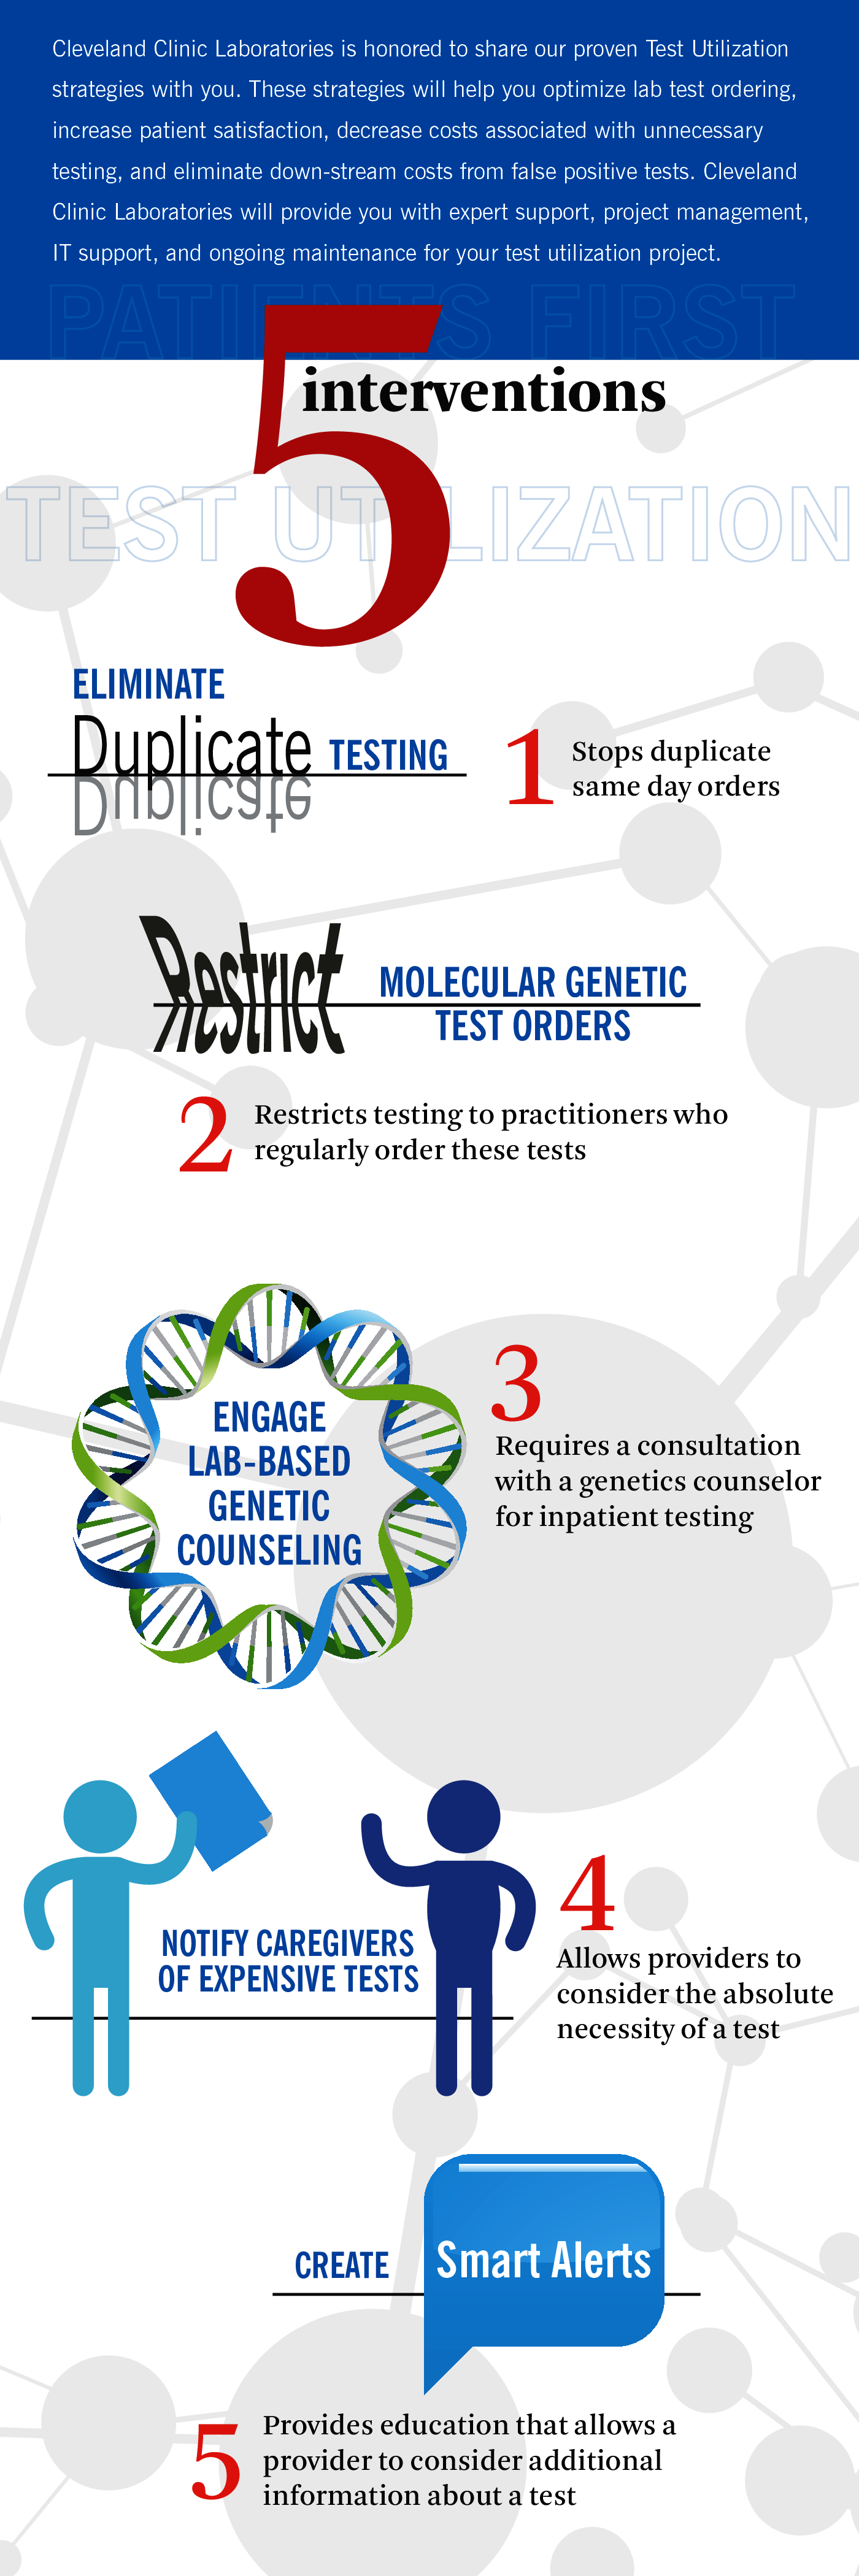 Cleveland Clinic Laboratories is honored to share our proven Test Utilization
strategies with you. These strategies will help you optimize lab test ordering,
increase patient satisfaction, decrease costs associated with unnecessary
testing, and eliminate down-stream costs from false positive tests. Cleveland
Clinic Laboratories will provide you with expert support, project management,
IT support, and ongoing maintenance for your test utilization project.
PATIENTS FIRST
5 interventions
TEST UTILIZATION
ELIMINATE
Duplicate TESTING
Duplicate
1 Stops duplicate
same day orders
Restrict MOLECULAR GENETIC
TEST ORDERS
2 Restricts testing to practitioners who
regularly order these tests
ENGAGE
LAB-BASED
GENETIC
COUNSELING
3
Requires a consultation
with a genetics counselor
for inpatient testing
NOTIFY CAREGIVERS
OF EXPENSIVE TESTS
4
Allows providers to
consider the absolute
necessity of a test
CREATE Smart Alerts
5 Provides education that allows a
provider to consider additional
information about a test